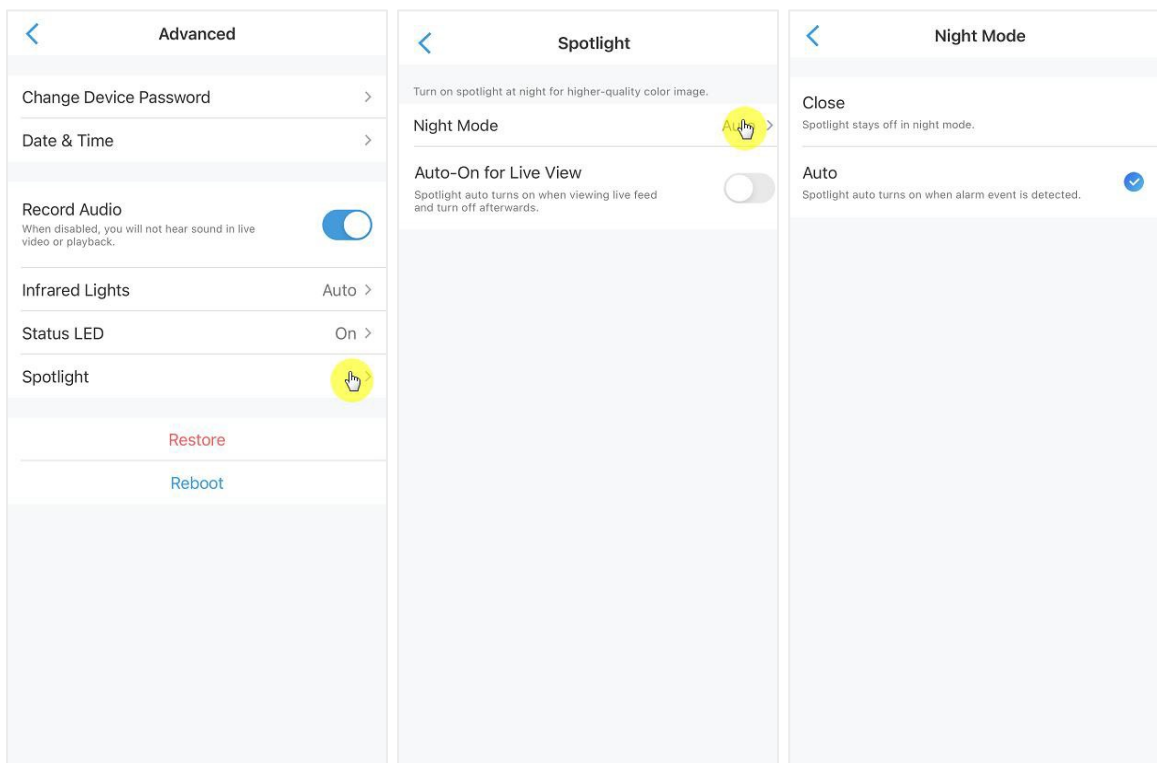 Advanced
Change Device Password
Date & Time
Record Audio
When disabled, you will not hear sound in live
video or playback.
Infrared Lights Auto
Status LED On
Spotlight
Restore
Reboot
Spotlight
Turn on spotlight at night for higher-quality color image.
Night Mode Auto
Auto-On for Live View
Spotlight auto turns on when viewing live feed
and turn off afterwards.
Night Mode
Close
Spotlight stays off in night mode.
Auto
Spotlight auto turns on when alarm event is detected.